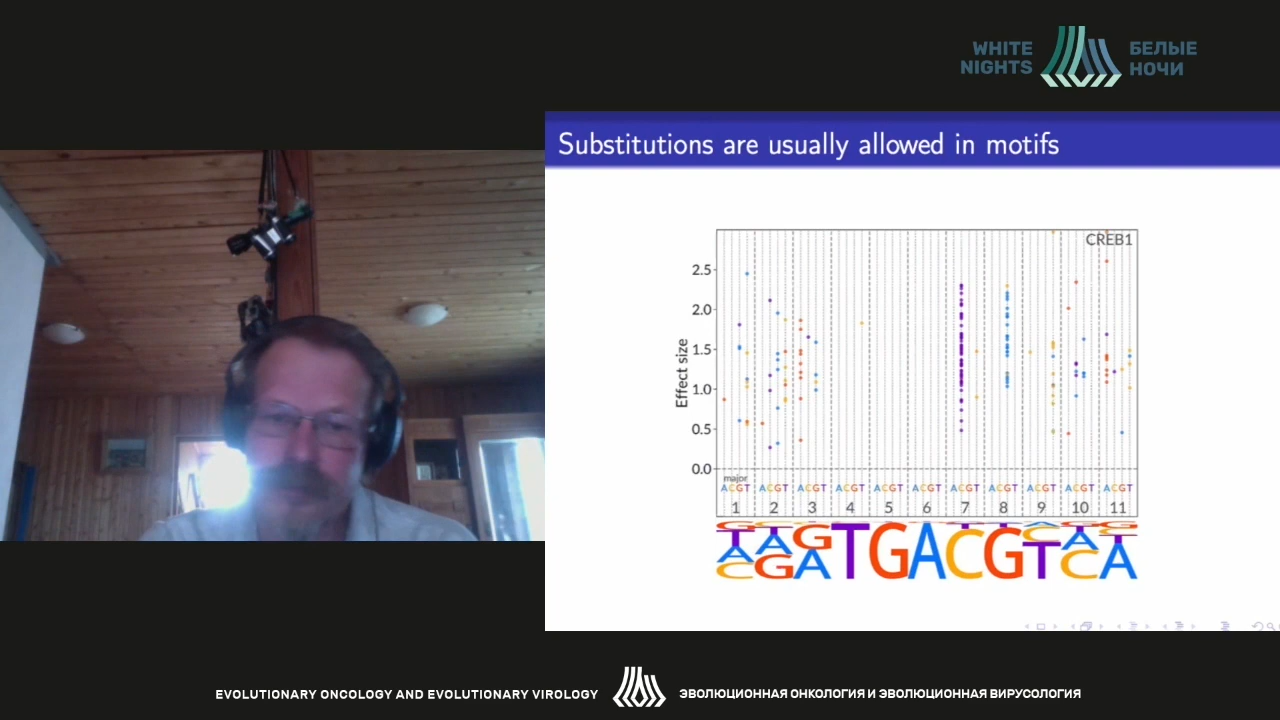 WHITE
NIGHTS
БЕЛЫЕ
НОЧИ
Substitutions are usually allowed in motifs
CREB1
Effect size
2.5
2.0
1.5
1.0
0.5
0.0
major
A C G T A C G T A C G T A C G T A C G T A C G T A C G T A C G T A C G T A C G T A C G T
1 2 3 4 5 6 7 8 9 10 11
T A G T G A C G T A A
A G A C
C
EVOLUTIONARY ONCOLOGY AND EVOLUTIONARY VIROLOGY
ЭВОЛЮЦИОННАЯ ОНКОЛОГИЯ И ЭВОЛЮЦИОННАЯ ВИРУСОЛОГИЯ